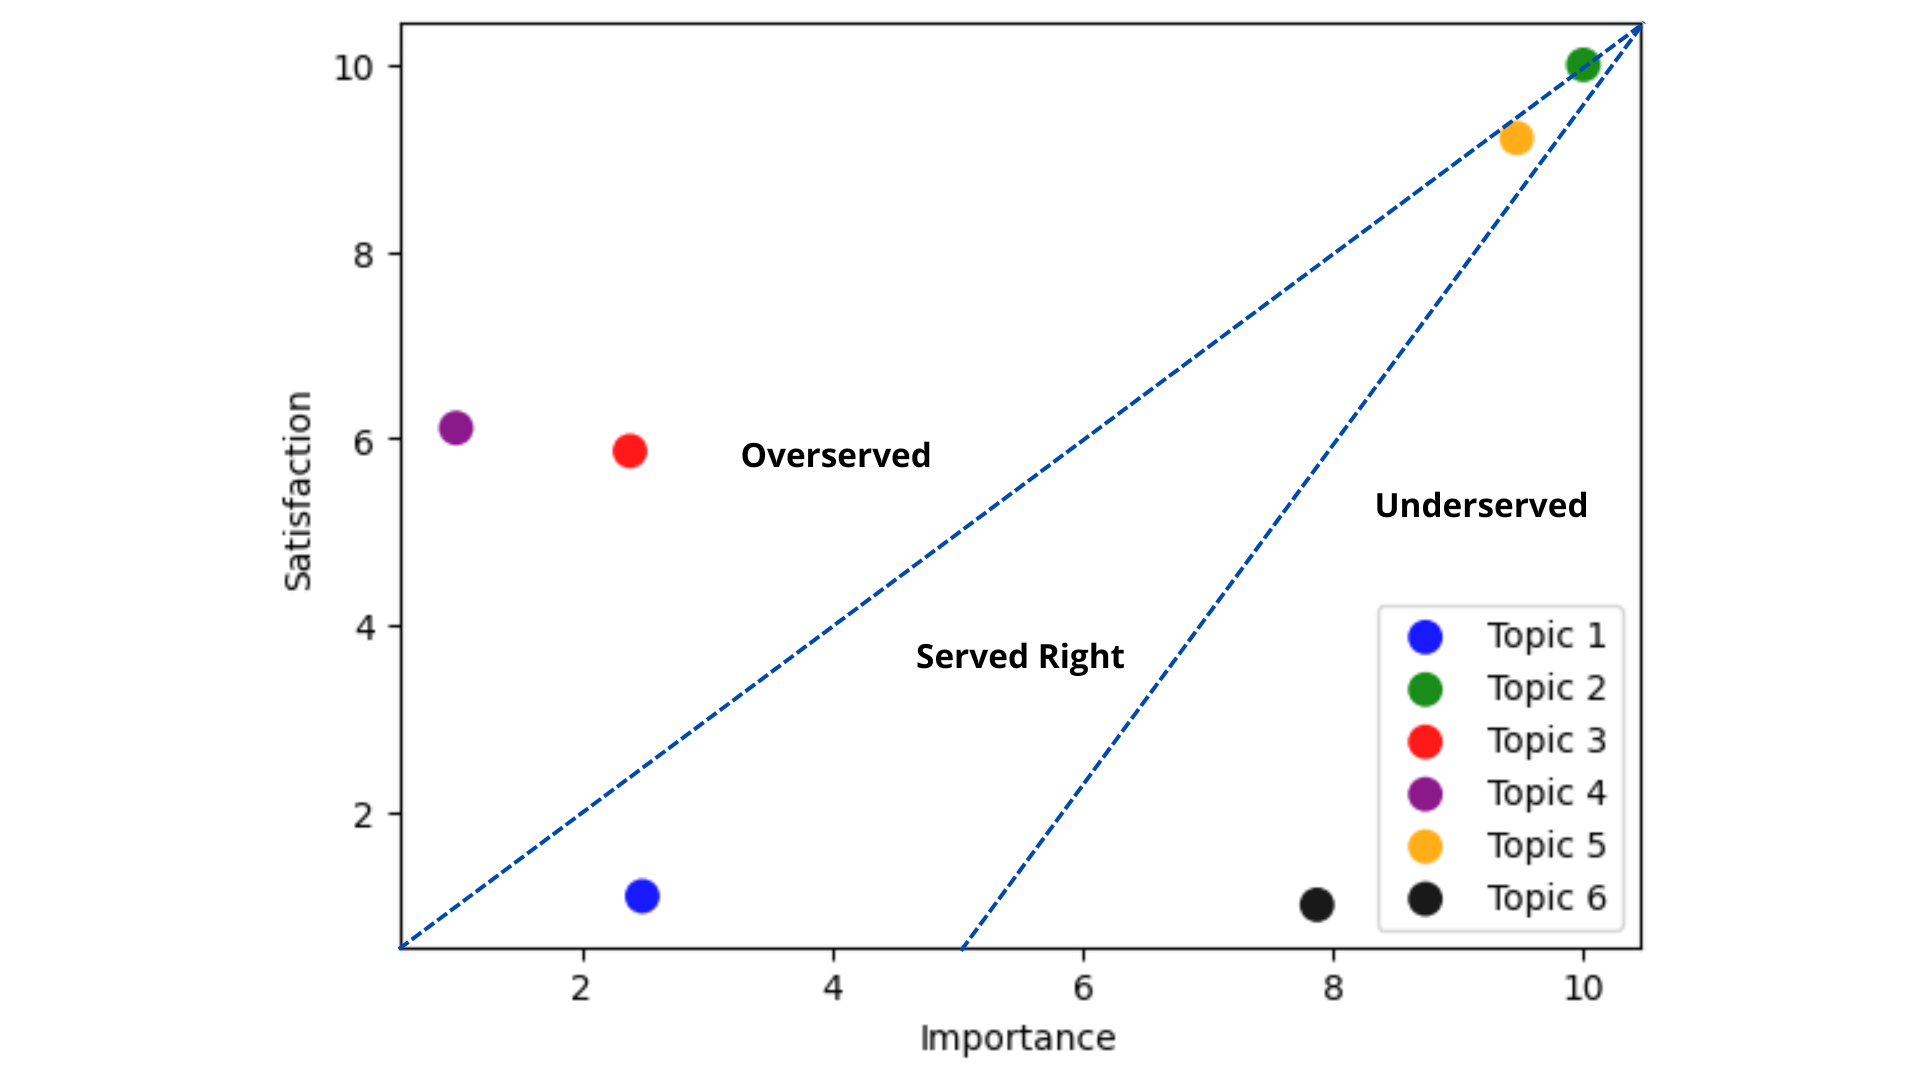 10
8
6
4
2
Satisfaction
Overserved
Underserved
Served Right
Topic 1
Topic 2
Topic 3
Topic 4
Topic 5
Topic 6
2 4 6 8 10
Importance